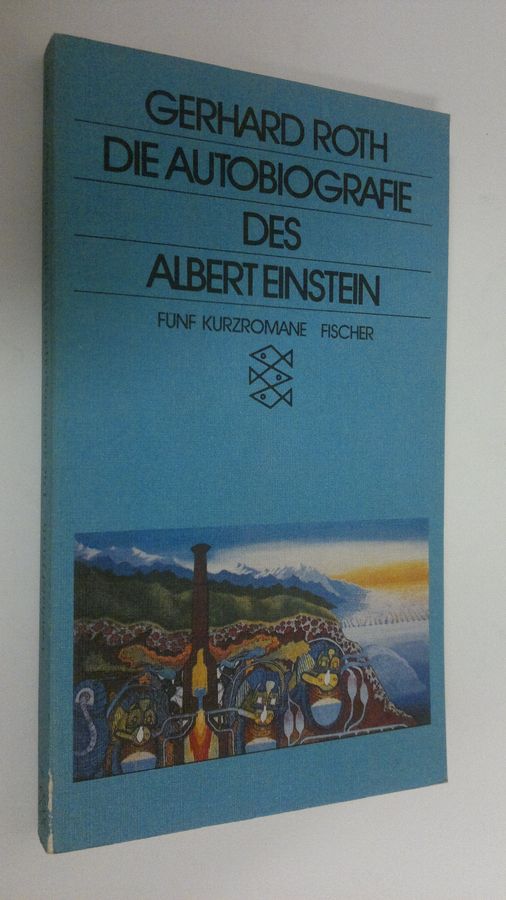 GERHARD ROTH
DIE AUTOBIOGRAFIE
DES
ALBERT EINSTEIN
FÜNF KURZROMANE FISCHER